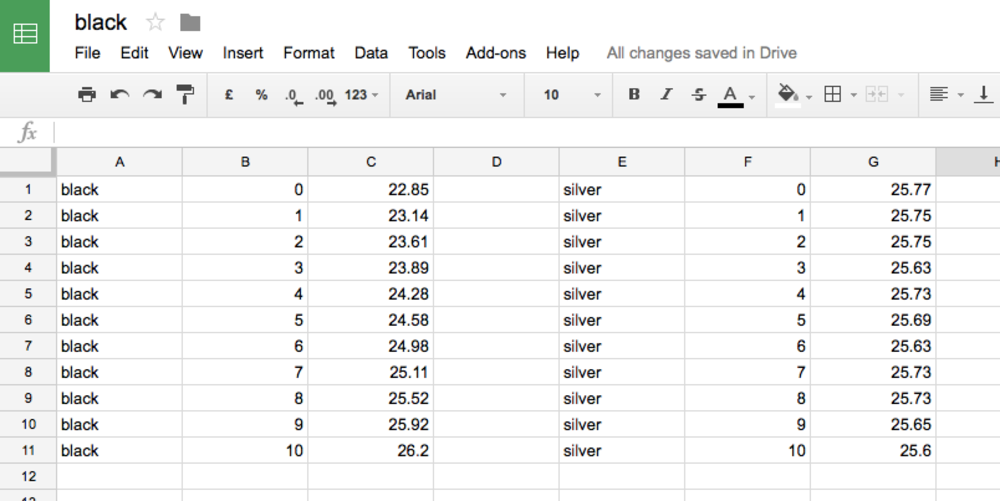 black
File Edit View Insert Format Data Tools Add-ons Help All changes saved in Drive
£ % .0 .00 123 Arial 10 B I S A
fx
A B C D E F G H
1 black 0 22.85 silver 0 25.77
2 black 1 23.14 silver 1 25.75
3 black 2 23.61 silver 2 25.75
4 black 3 23.89 silver 3 25.63
5 black 4 24.28 silver 4 25.73
6 black 5 24.58 silver 5 25.69
7 black 6 24.98 silver 6 25.63
8 black 7 25.11 silver 7 25.73
9 black 8 25.52 silver 8 25.73
10 black 9 25.92 silver 9 25.65
11 black 10 26.2 silver 10 25.6
12